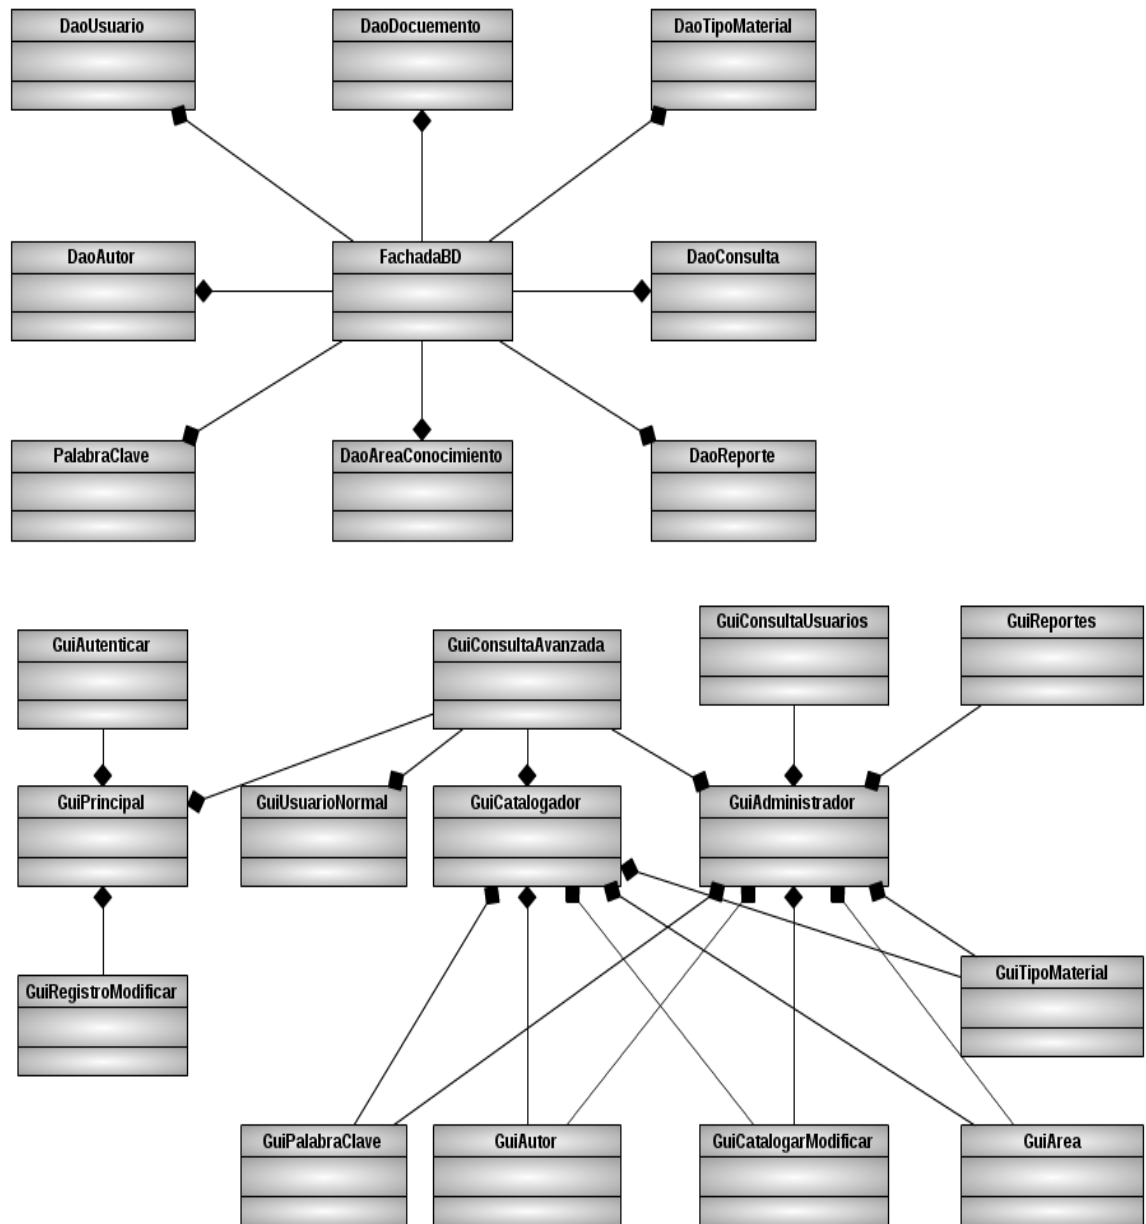 DaoUsuario
DaoDocuemento
DaoTipoMaterial
DaoAutor
FachadaBD
DaoConsulta
PalabraClave
DaoAreaConocimiento
DaoReporte
GuiConsultaUsuarios
GuiReportes
GuiAutenticar
GuiConsultaAvanzada
GuiPrincipal
GuiUsuarioNormal
GuiCatalogador
GuiAdministrador
GuiTipoMaterial
GuiRegistroModificar
GuiPalabraClave
GuiAutor
GuiCatalogarModificar
GuiArea